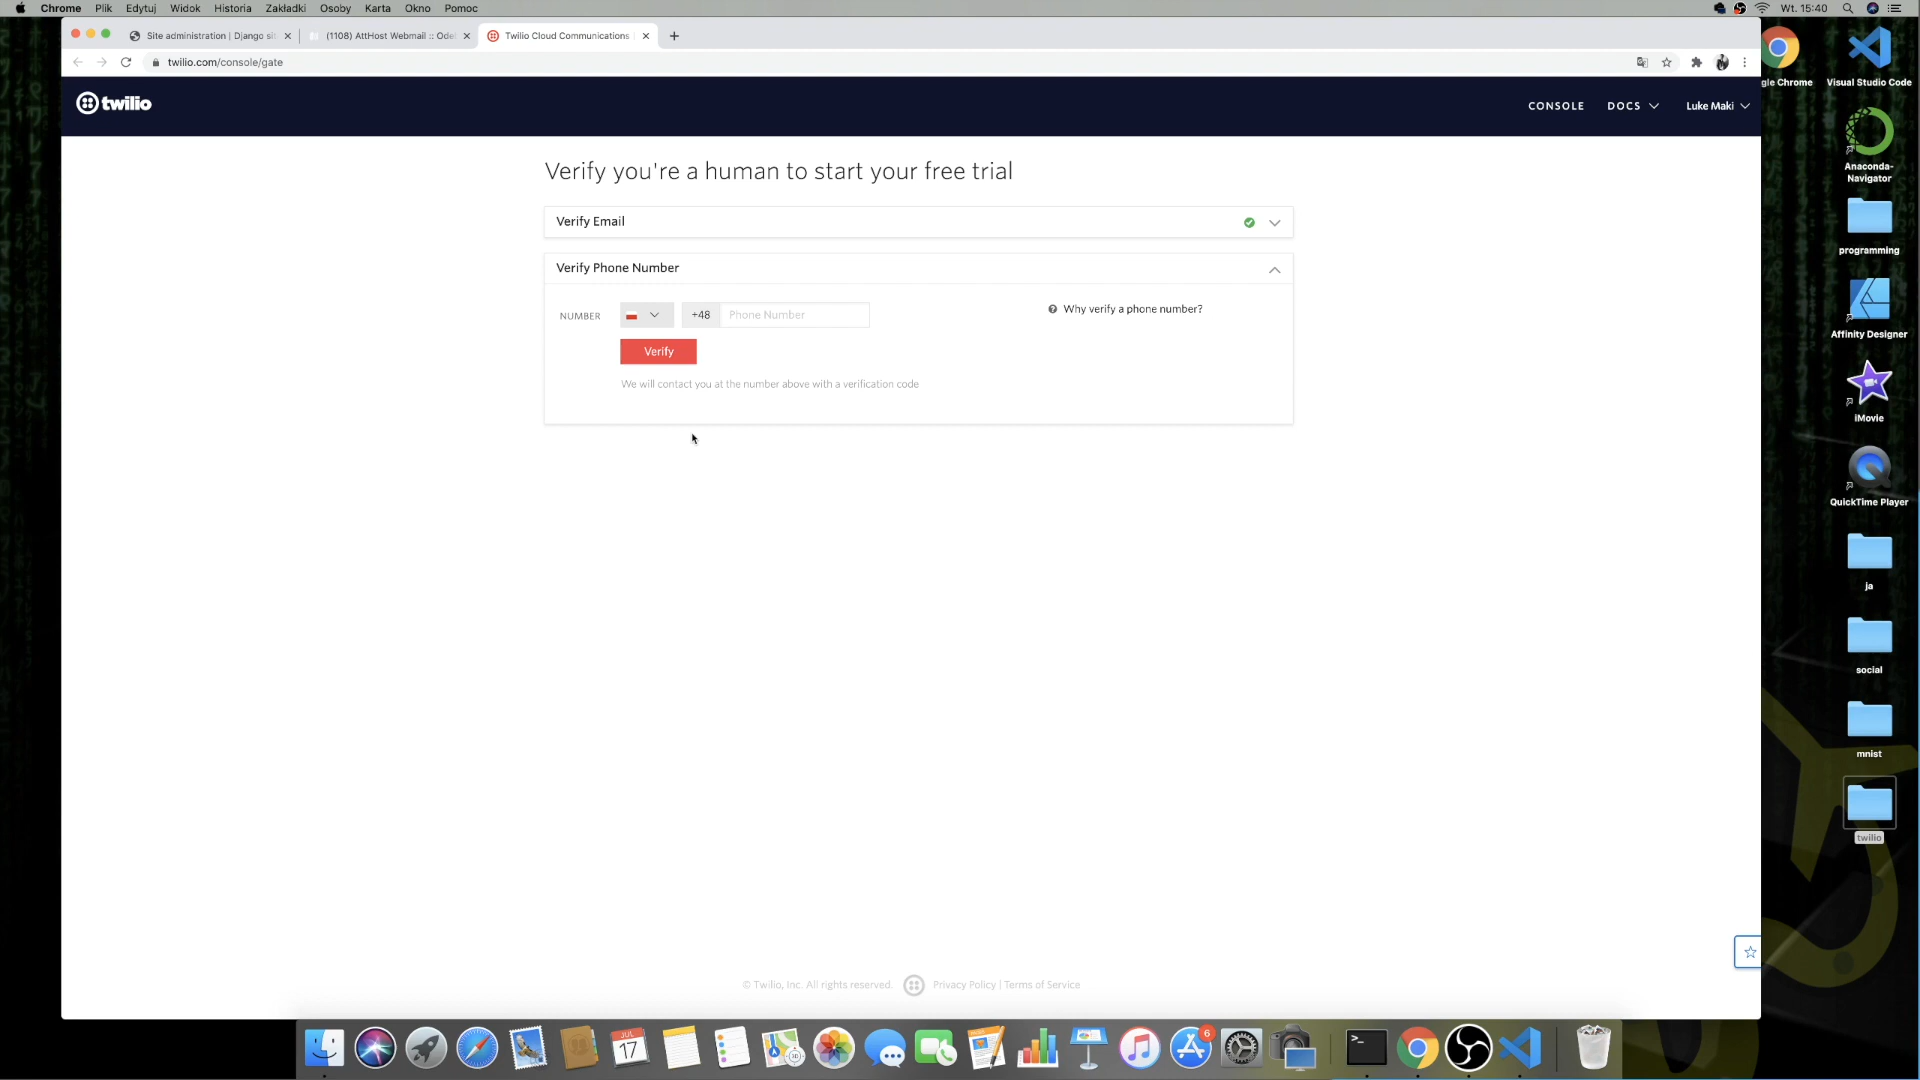 Chrome Plik Edytuj Widok Historia Zakładki Osoby Karta Okno Pomoc
Wt. 15:40
Site administration | Django si
(1108) AttHost Webmail :: Ode
Twilio Cloud Communications
twilio.com/console/gate
twilio
CONSOLE DOCS Luke Maki
Verify you're a human to start your free trial
Verify Email
Verify Phone Number
NUMBER +48 Phone Number
Why verify a phone number?
Verify
We will contact you at the number above with a verification code
© Twilio, Inc. All rights reserved. Privacy Policy | Terms of Service
gle Chrome
Visual Studio Code
Anaconda-
Navigator
programming
Affinity Designer
iMovie
QuickTime Player
ja
social
mnist
twilio
JUL
17
6